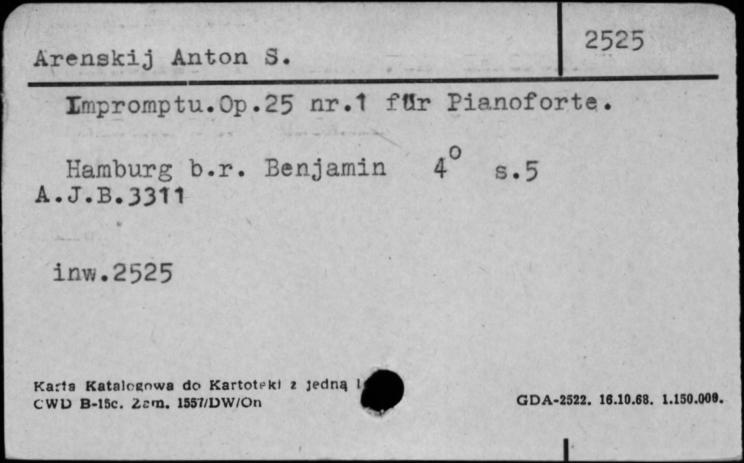 2525
Arenskij Anton S.
Impromptu.Op.25 nr.1 für Pianoforte.
Hamburg b.r. Benjamin 4° s.5
A.J.B.3311
inw.2525
Karta Katalogowa do Kartoteki z jedną
CWD B-15c. Zam. 1557/DW/On
GDA-2522. 16.10.68. 1.150.000.